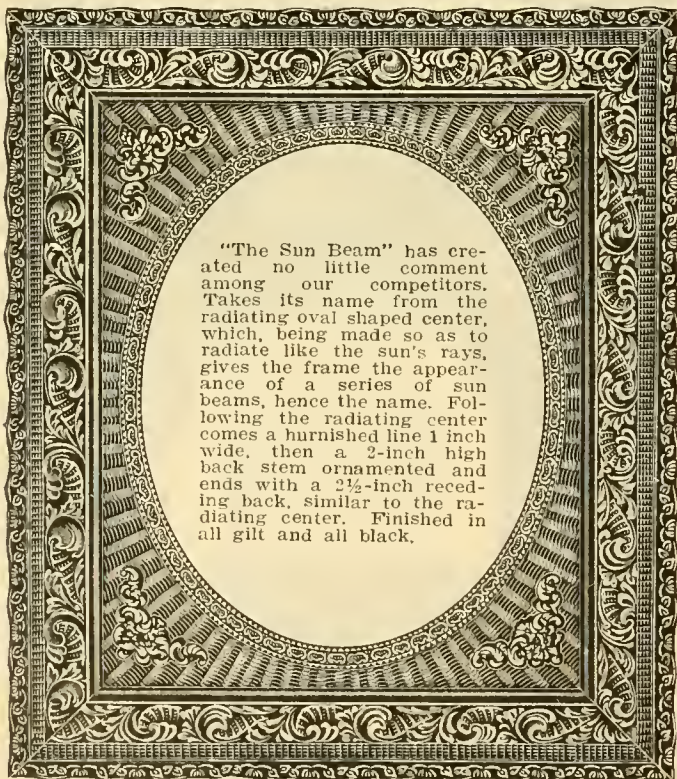 "The Sun Beam" has cre-
ated no little comment
among our competitors.
Takes its name from the
radiating oval shaped center,
which, being made so as to
radiate like the sun's rays,
gives the frame the appear-
ance of a series of sun
beams, hence the name. Fol-
lowing the radiating center
comes a burnished line 1 inch
wide, then a 2-inch high
back stem ornamented and
ends with a 2½-inch reced-
ing back, similar to the ra-
diating center. Finished in
all gilt and all black.